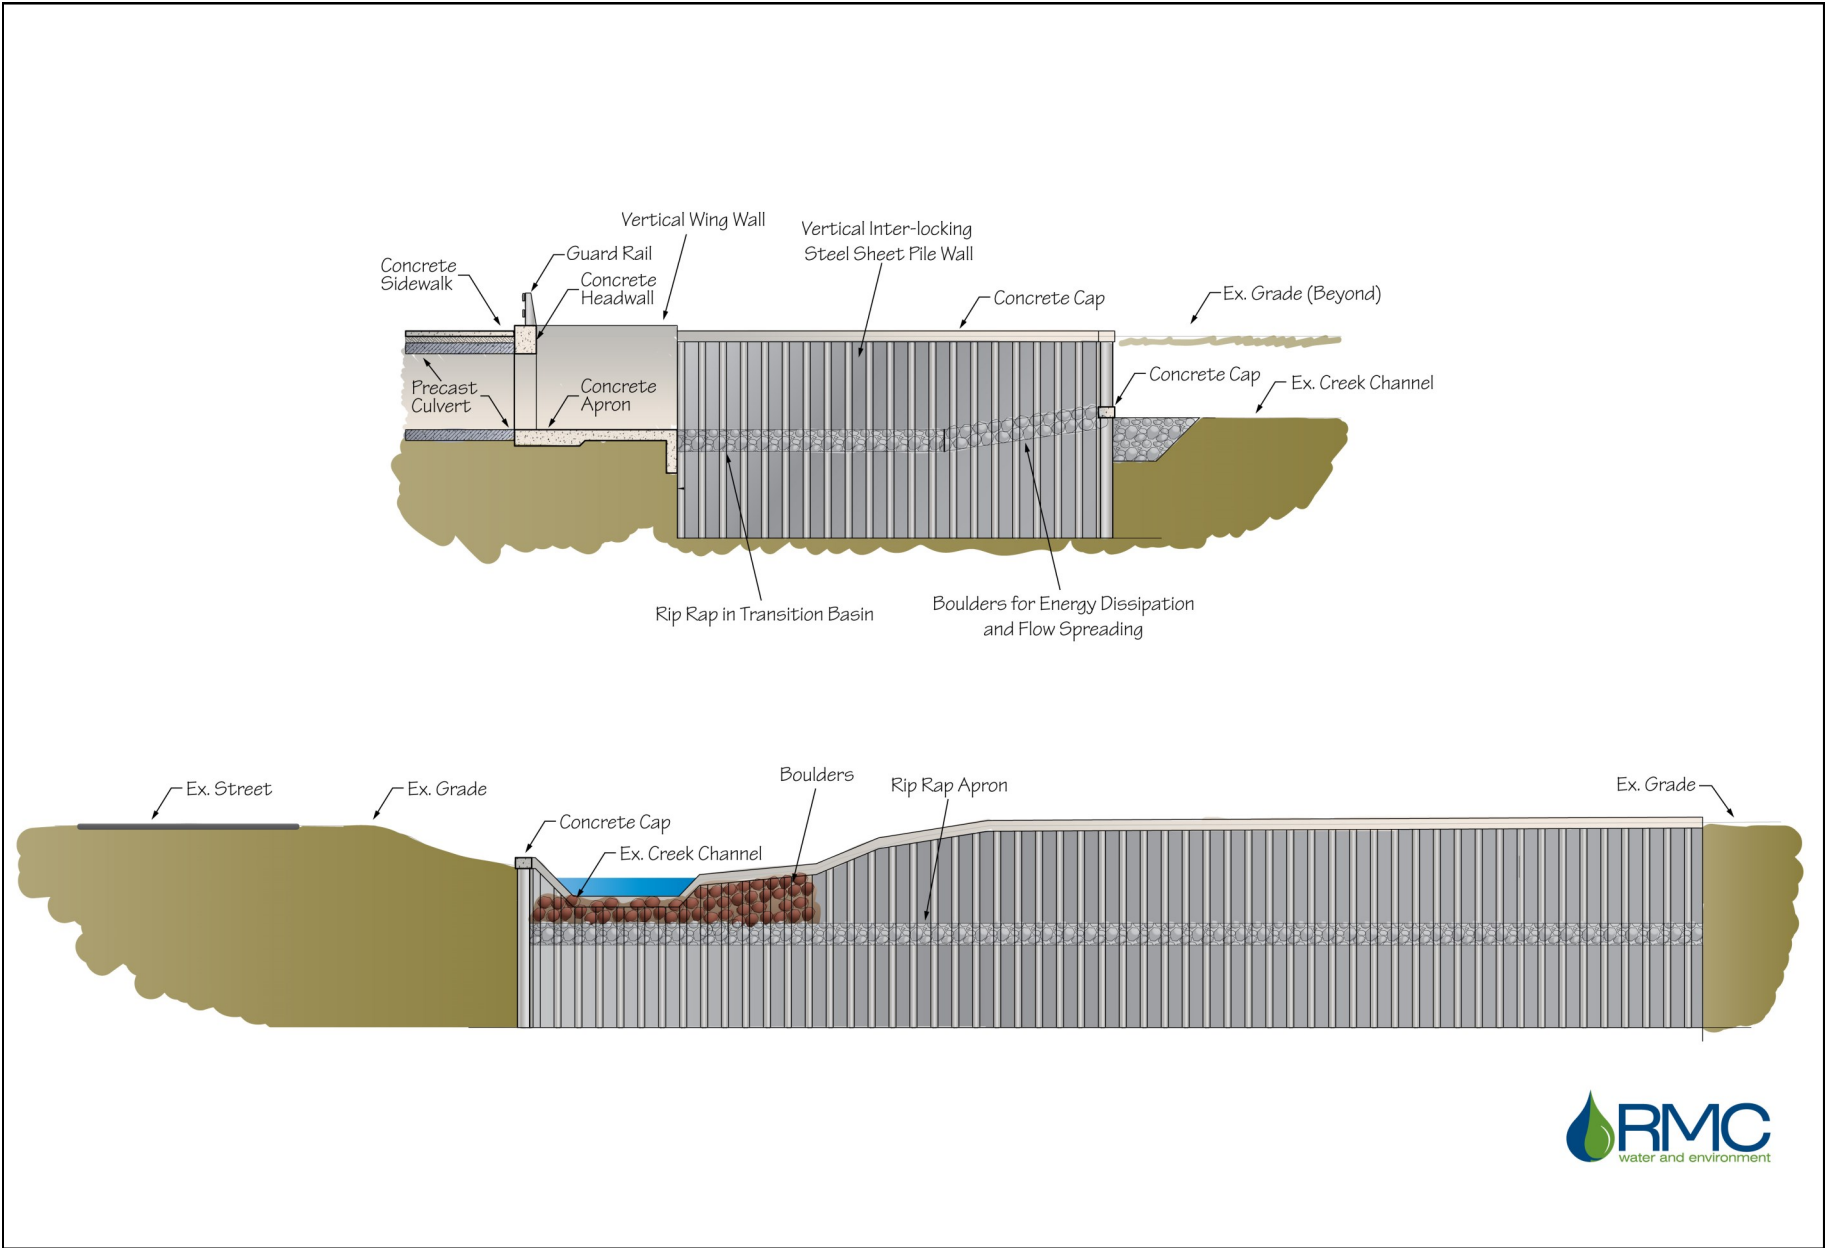 Vertical Wing Wall
Vertical Inter-locking
Steel Sheet Pile Wall
Guard Rail
Concrete
Sidewalk
Concrete
Headwall
Concrete Cap
Ex. Grade (Beyond)
Precast
Culvert
Concrete
Apron
Concrete Cap
Ex. Creek Channel
Rip Rap in Transition Basin
Boulders for Energy Dissipation
and Flow Spreading
Ex. Street
Ex. Grade
Boulders
Rip Rap Apron
Ex. Grade
Concrete Cap
Ex. Creek Channel
RMC
water and environment